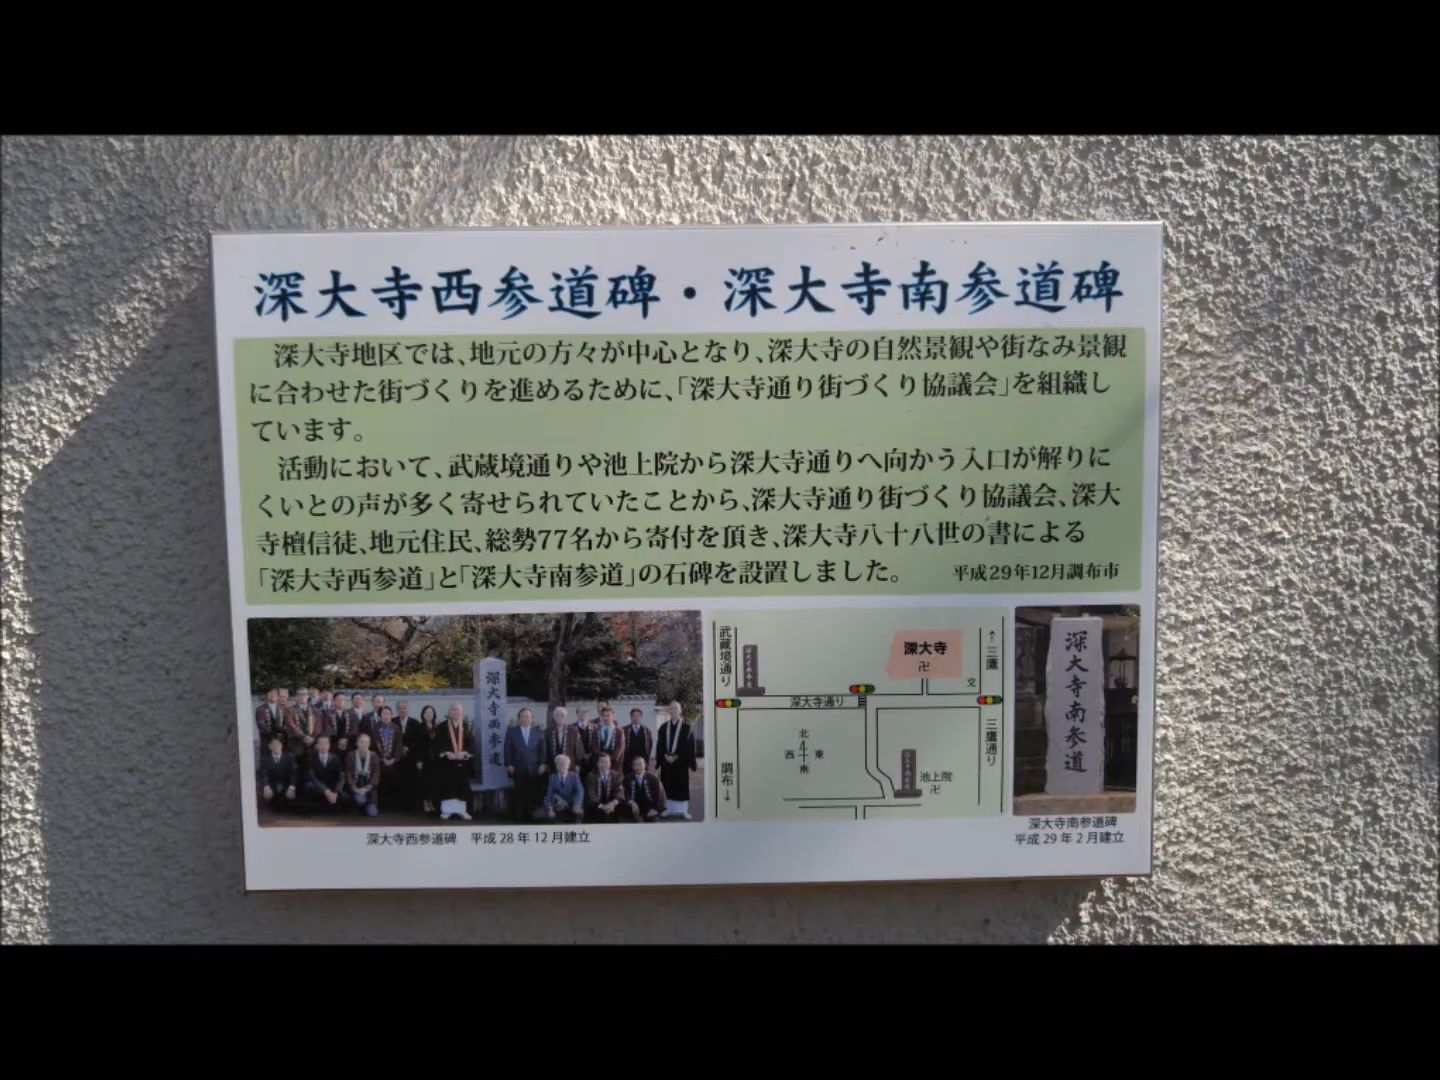 深大寺西参道碑・深大寺南参道碑
深大寺地区では、地元の方々が中心となり、深大寺の自然景観や街なみ景観
に合わせた街づくりを進めるために、「深大寺通り街づくり協議会」を組織し
ています。
活動において、武蔵境通りや池上院から深大寺通りへ向かう入口が解りに
くいとの声が多く寄せられていたことから、深大寺通り街づくり協議会、深大
寺檀信徒、地元住民、総勢77名から寄付を頂き、深大寺八十八世の書による
「深大寺西参道」と「深大寺南参道」の石碑を設置しました。
平成29年12月調布市
深大寺西参道
深大寺西参道碑 平成28年12月建立
武蔵境通り
調布↓
深大寺通り
深大寺
卍
↑三鷹
文
三鷹通り
北
西 東
南
池上院
卍
深大寺南参道
深大寺南参道碑
平成29年2月建立